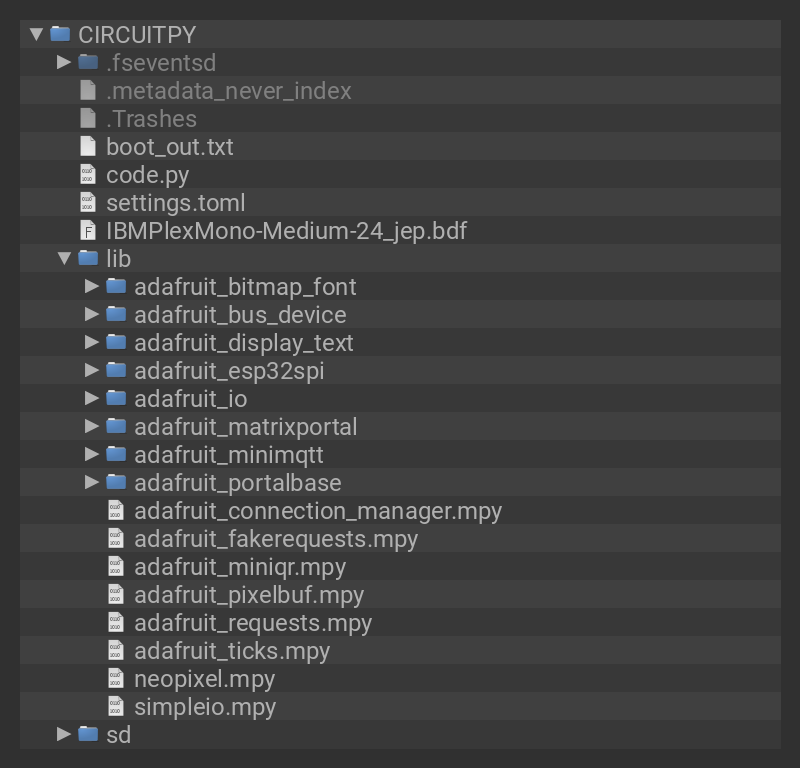 CIRCUITPY
.fseventsd
.metadata_never_index
.Trashes
boot_out.txt
code.py
settings.toml
IBMPlexMono-Medium-24_jep.bdf
lib
adafruit_bitmap_font
adafruit_bus_device
adafruit_display_text
adafruit_esp32spi
adafruit_io
adafruit_matrixportal
adafruit_minimqtt
adafruit_portalbase
adafruit_connection_manager.mpy
adafruit_fakerequests.mpy
adafruit_miniqr.mpy
adafruit_pixelbuf.mpy
adafruit_requests.mpy
adafruit_ticks.mpy
neopixel.mpy
simpleio.mpy
sd